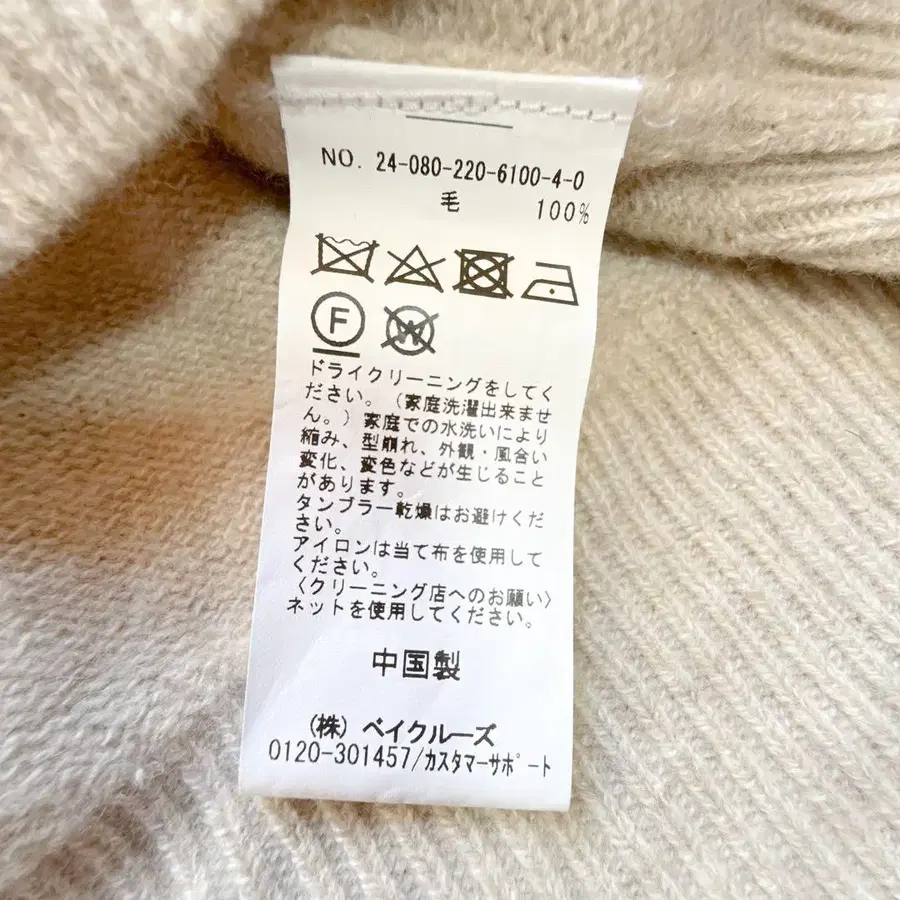 NO. 24-080-220-6100-4-0
毛 100%
F W
ドライクリーニングをしてく
ださい。(家庭洗濯出来ませ
ん。)家庭での水洗いにより
縮み、型崩れ、外観・風合い
変化、変色などが生じること
があります。
タンブラー乾燥はお避けくだ
さい。
アイロンは当て布を使用して
ください。
〈クリーニング店へのお願い〉
ネットを使用してください。
中国製
(株)ベイクルーズ
0120-301457/カスタマーサポート